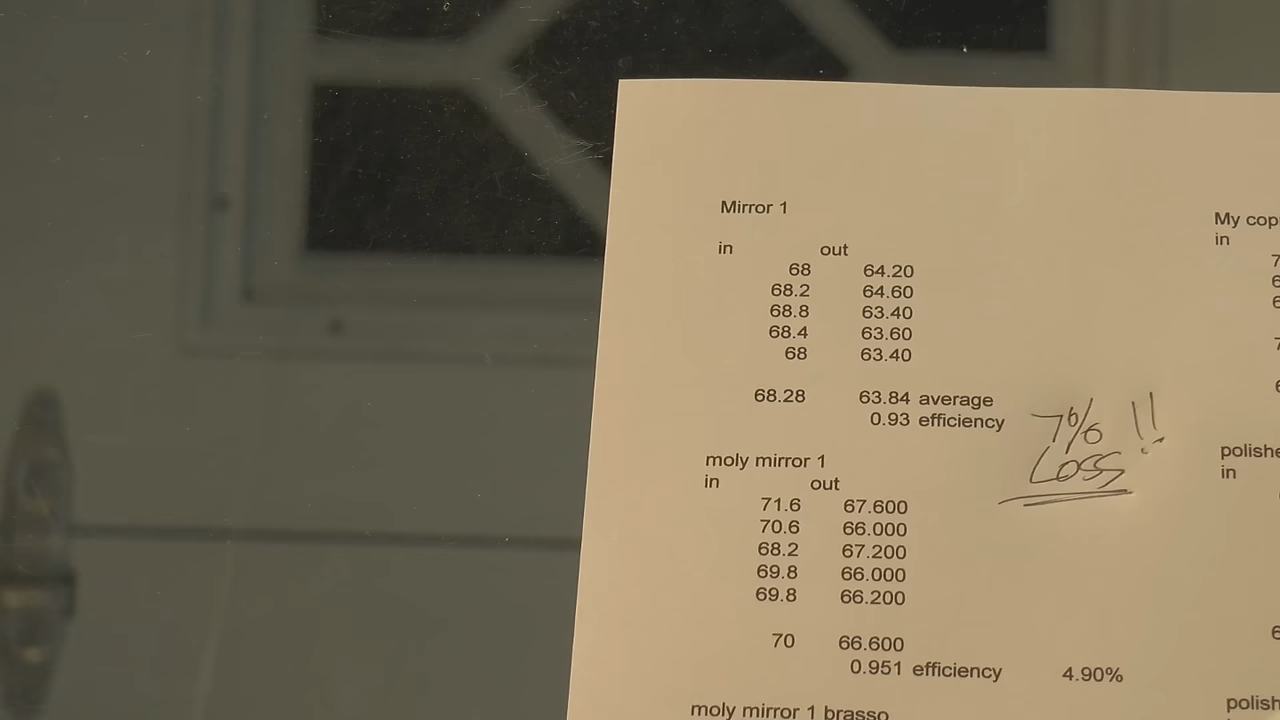 Mirror 1
in out
68 64.20
68.2 64.60
68.8 63.40
68.4 63.60
68 63.40
68.28 63.84 average
0.93 efficiency
7% !!
LOSS
moly mirror 1
in out
71.6 67.600
70.6 66.000
68.2 67.200
69.8 66.000
69.8 66.200
70 66.600
0.951 efficiency 4.90%
moly mirror 1 brasso
My cop
in
polishe
in
polish